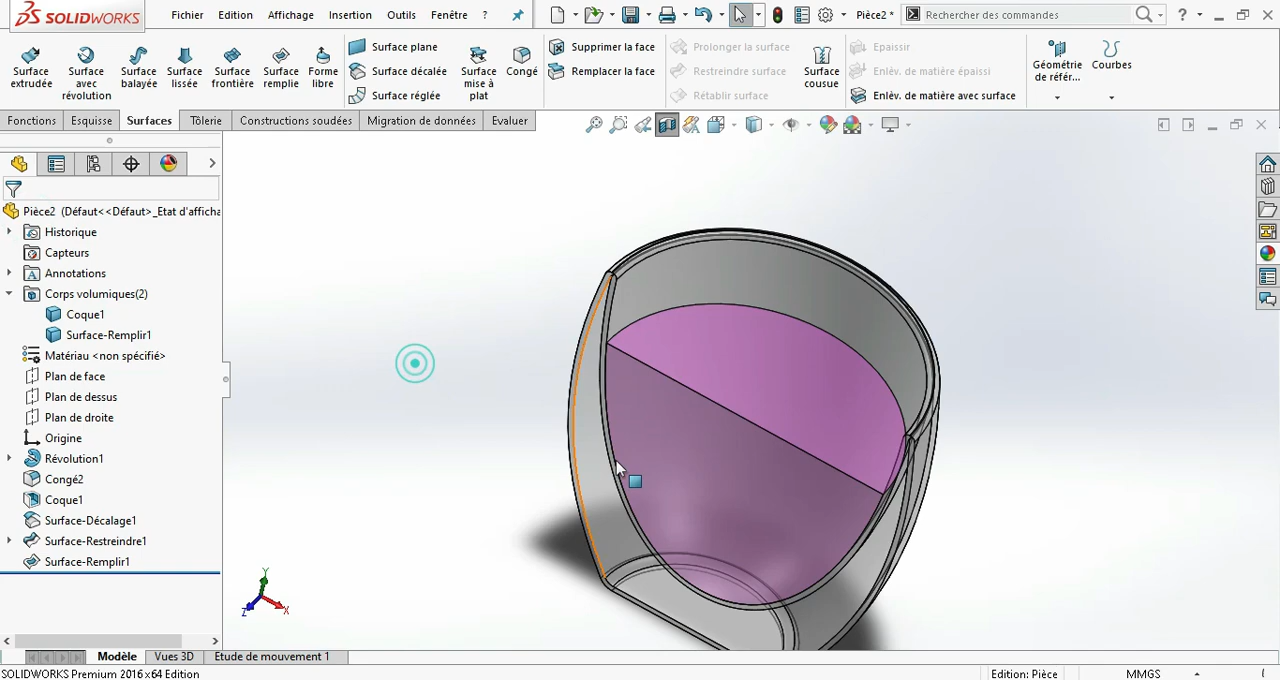 SOLIDWORKS
Fichier Edition Affichage Insertion Outils Fenêtre ?
Pièce2 *
Rechercher des commandes
?
Surface extrudée
Surface avec révolution
Surface balayée
Surface lissée
Surface frontière
Surface remplie
Forme libre
Surface plane
Surface décalée
Surface réglée
Surface mise à plat
Congé
Supprimer la face
Remplacer la face
Prolonger la surface
Restreindre surface
Rétablir surface
Surface cousue
Epaissir
Enlèv. de matière épaissi
Enlèv. de matière avec surface
Géométrie de référ...
Courbes
Fonctions Esquisse Surfaces Tôlerie Constructions soudées Migration de données Evaluer
Pièce2 (Défaut<<Défaut>_Etat d'afficha
Historique
Capteurs
Annotations
Corps volumiques(2)
Coque1
Surface-Remplir1
Matériau <non spécifié>
Plan de face
Plan de dessus
Plan de droite
Origine
Révolution1
Congé2
Coque1
Surface-Décalage1
Surface-Restreindre1
Surface-Remplir1
Y
X
Z
Modèle Vues 3D Etude de mouvement 1
SOLIDWORKS Premium 2016 x64 Edition
Edition: Pièce
MMGS